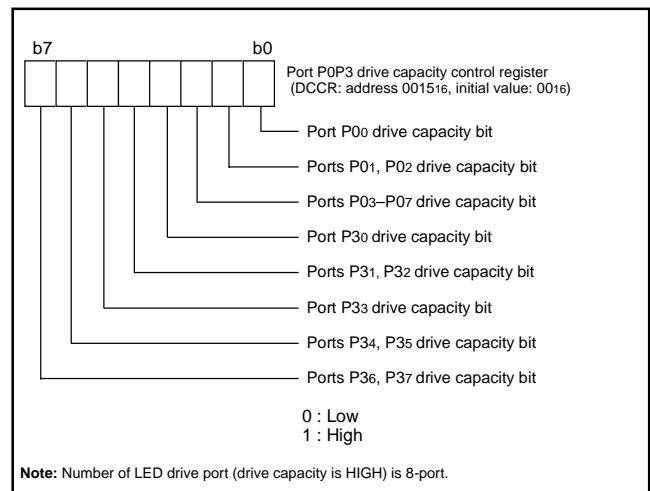 b7 b0
Port P0P3 drive capacity control register
(DCCR: address 001516, initial value: 0016)
Port P00 drive capacity bit
Ports P01, P02 drive capacity bit
Ports P03–P07 drive capacity bit
Port P30 drive capacity bit
Ports P31, P32 drive capacity bit
Port P33 drive capacity bit
Ports P34, P35 drive capacity bit
Ports P36, P37 drive capacity bit
0 : Low
1 : High
Note: Number of LED drive port (drive capacity is HIGH) is 8-port.